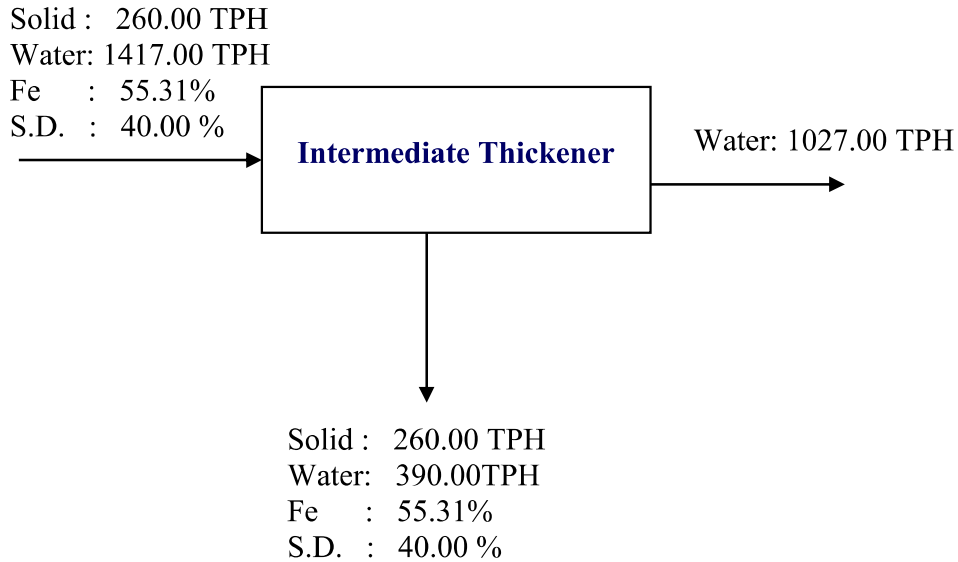 Solid : 260.00 TPH
Water: 1417.00 TPH
Fe : 55.31%
S.D. : 40.00 %
Intermediate Thickener
Water: 1027.00 TPH
Solid : 260.00 TPH
Water: 390.00TPH
Fe : 55.31%
S.D. : 40.00 %